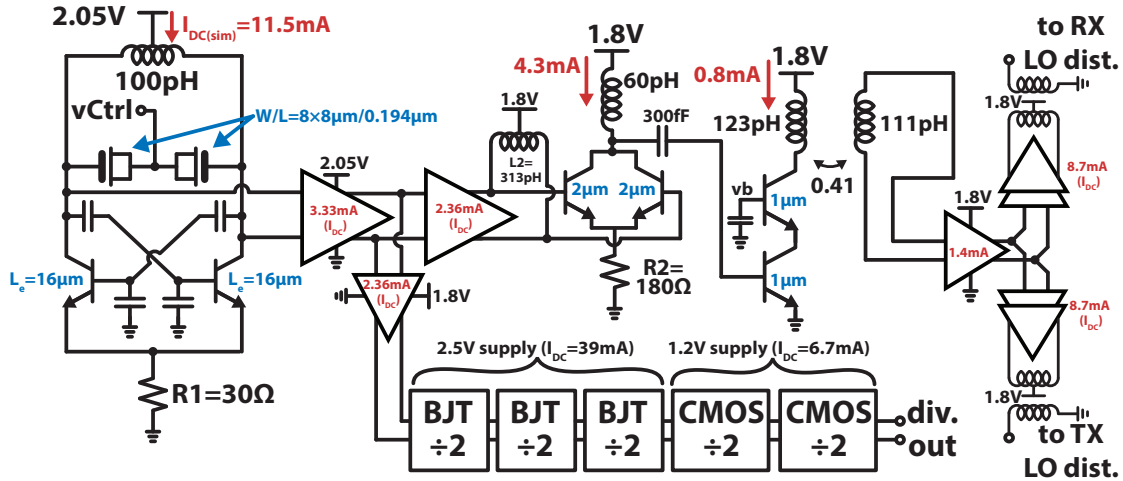 2.05V
I_DC(sim)=11.5mA
100pH
vCtrl
W/L=8×8μm/0.194μm
L_e=16μm
L_e=16μm
R1=30Ω
2.05V
3.33mA
(I_DC)
2.36mA
(I_DC)
1.8V
2.36mA
(I_DC)
1.8V
L2=
313pH
1.8V
4.3mA
60pH
300fF
2μm
2μm
R2=
180Ω
1.8V
0.8mA
123pH
vb
1μm
1μm
0.41
111pH
1.8V
1.4mA
to RX
LO dist.
1.8V
8.7mA
(I_DC)
8.7mA
(I_DC)
1.8V
to TX
LO dist.
2.5V supply (I_DC=39mA)
1.2V supply (I_DC=6.7mA)
BJT
÷2
BJT
÷2
BJT
÷2
CMOS
÷2
CMOS
÷2
div.
out